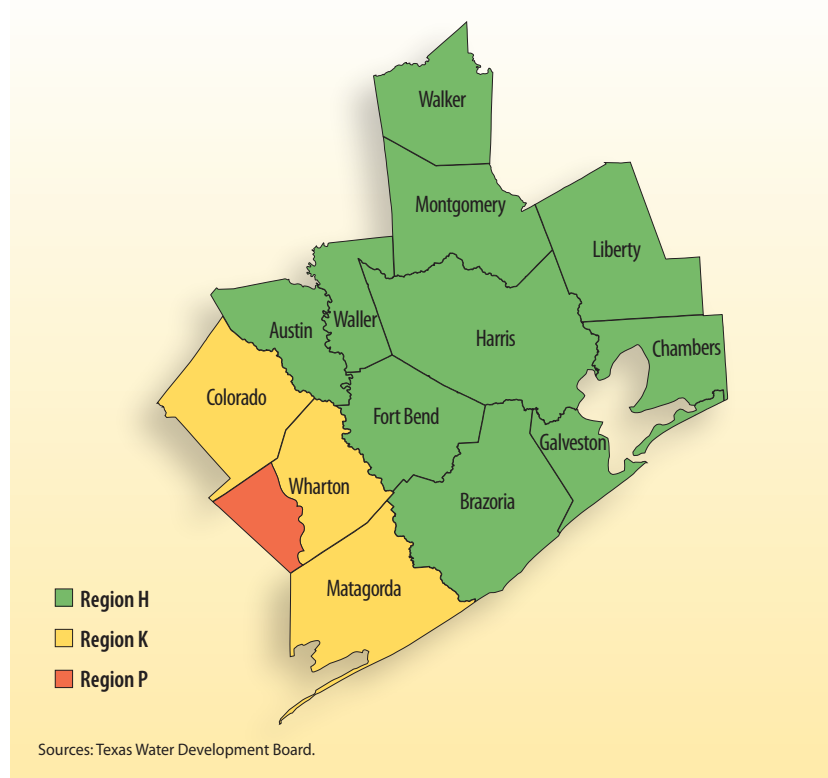 Walker
Montgomery
Liberty
Waller
Austin
Harris
Chambers
Colorado
Fort Bend
Galveston
Wharton
Brazoria
Matagorda
Region H
Region K
Region P
Sources: Texas Water Development Board.